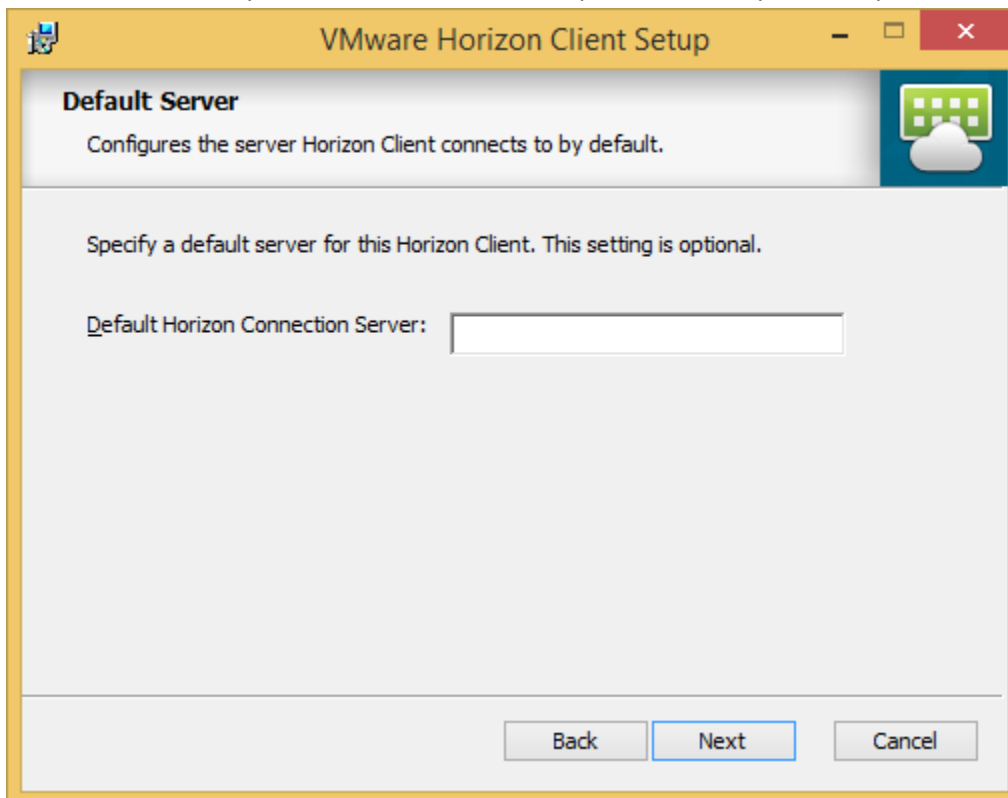 VMware Horizon Client Setup
Default Server
Configures the server Horizon Client connects to by default.
Specify a default server for this Horizon Client. This setting is optional.
Default Horizon Connection Server:
Back Next Cancel